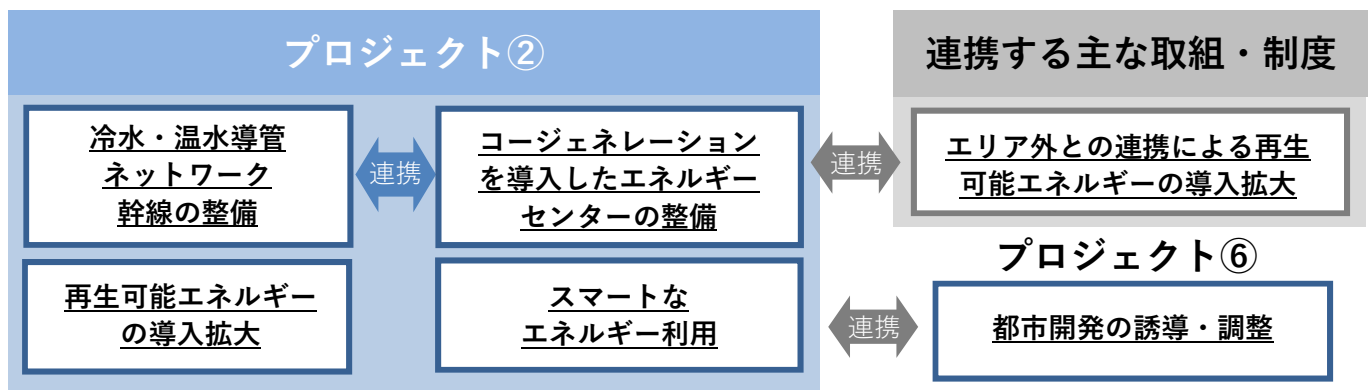 プロジェクト②
冷水・温水導管
ネットワーク
幹線の整備
連携
コージェネレーション
を導入したエネルギー
センターの整備
再生可能エネルギー
の導入拡大
スマートな
エネルギー利用
連携
連携
連携する主な取組・制度
エリア外との連携による再生
可能エネルギーの導入拡大
プロジェクト⑥
都市開発の誘導・調整